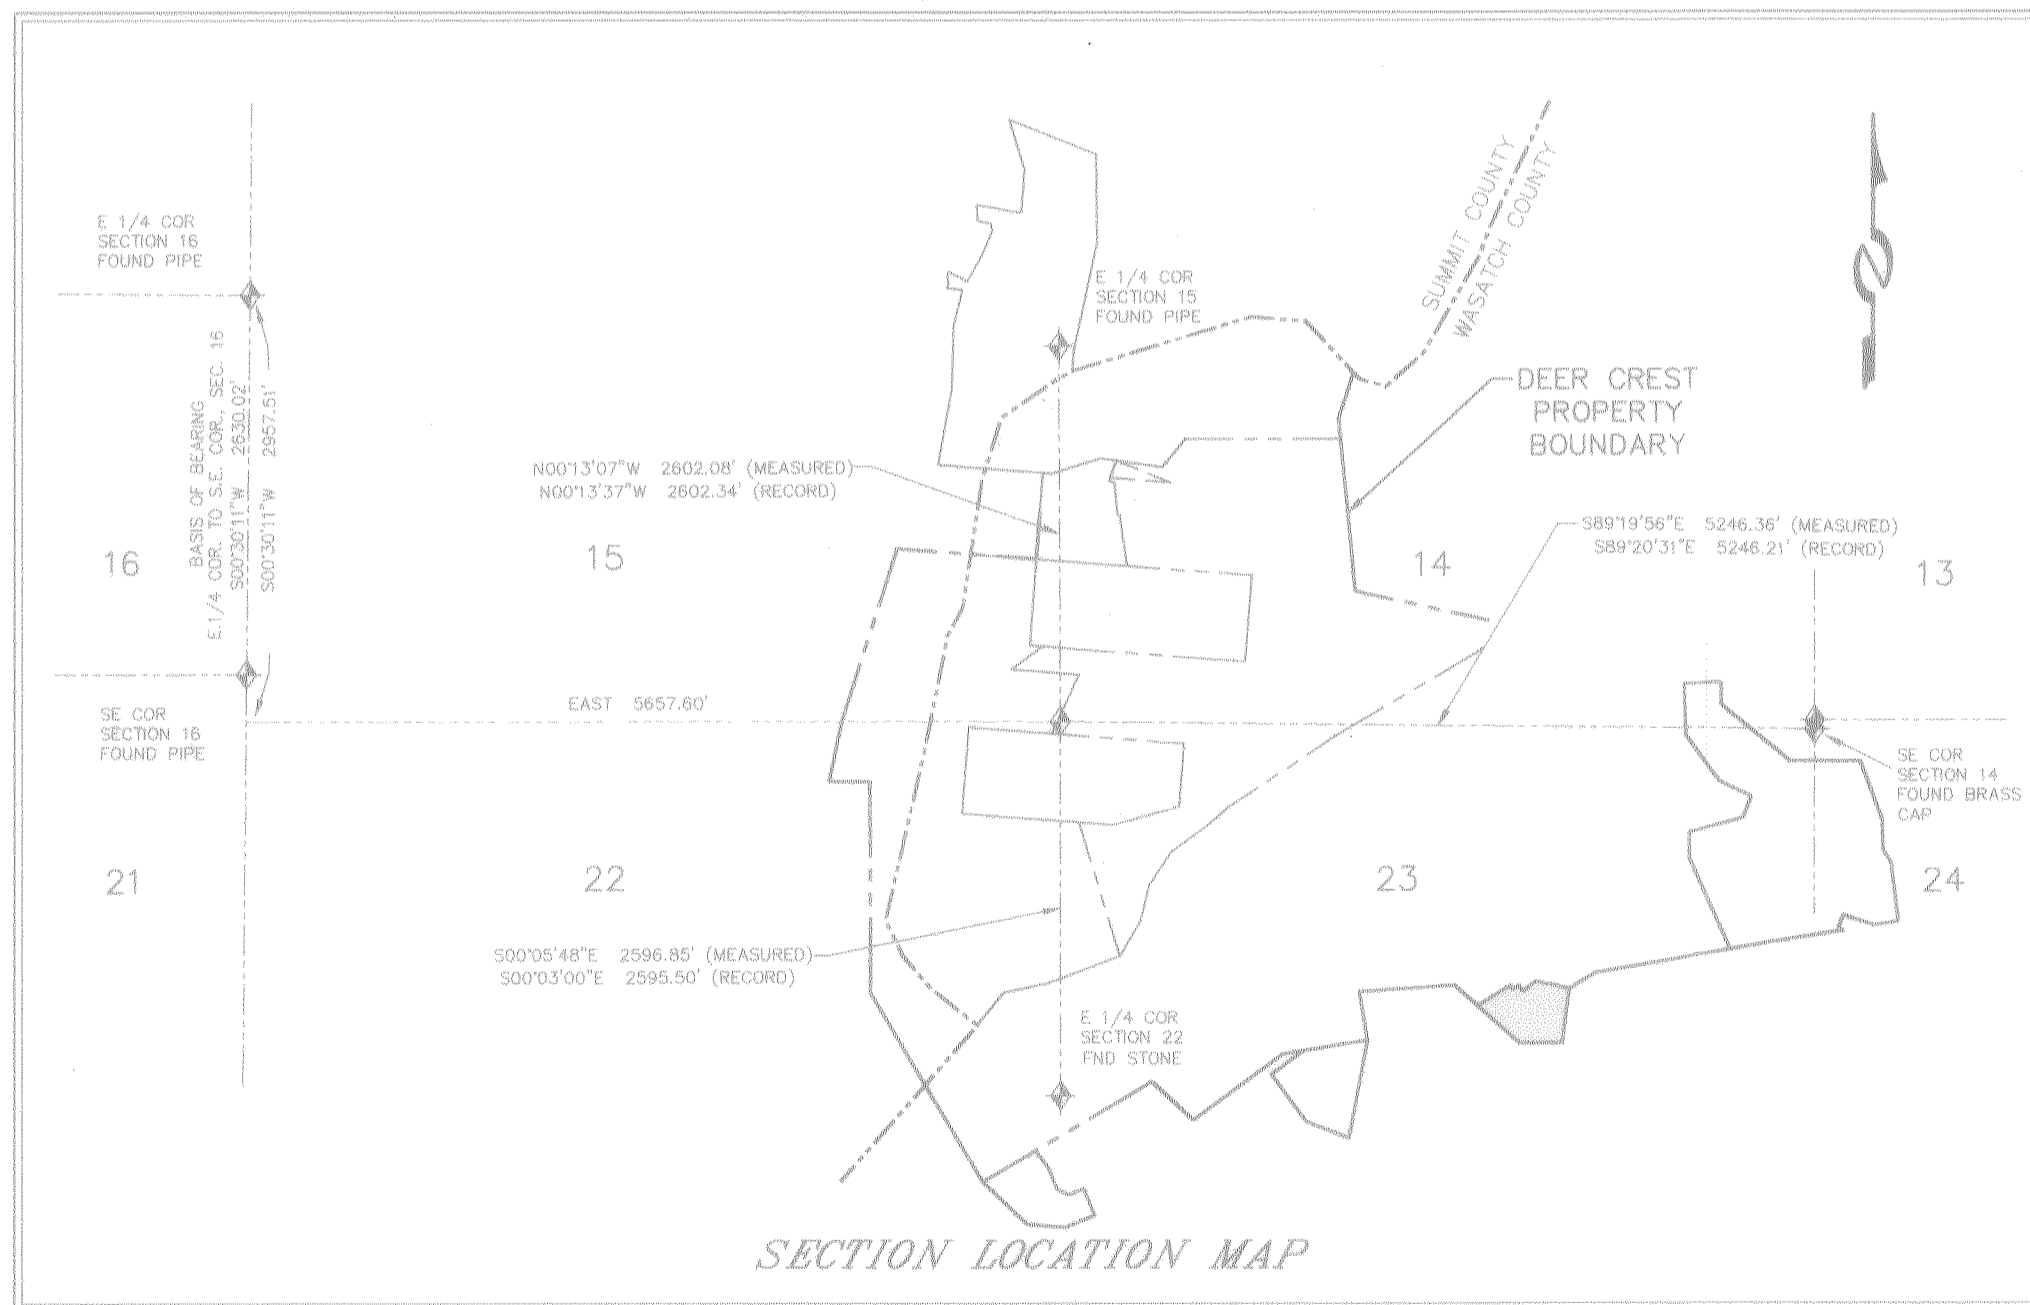 SUMMIT COUNTY
WASATCH COUNTY
E 1/4 COR
SECTION 16
FOUND PIPE
E 1/4 COR
SECTION 15
FOUND PIPE
BASIS OF BEARING
E.1/4 COR. TO S.E. COR, SEC. 16
S00°30'11"W 2630.02'
S00°30'11"W 2957.51'
DEER CREST
PROPERTY
BOUNDARY
N00°13'07"W 2602.08' (MEASURED)
N00°13'37"W 2602.34' (RECORD)
S89°19'56"E 5246.36' (MEASURED)
S89°20'31"E 5246.21' (RECORD)
16
15
14
13
EAST 5657.60'
SE COR
SECTION 16
FOUND PIPE
SE COR
SECTION 14
FOUND BRASS
CAP
21
22
23
24
S00°05'48"E 2596.85' (MEASURED)
S00°03'00"E 2595.50' (RECORD)
E 1/4 COR
SECTION 22
FND STONE
SECTION LOCATION MAP